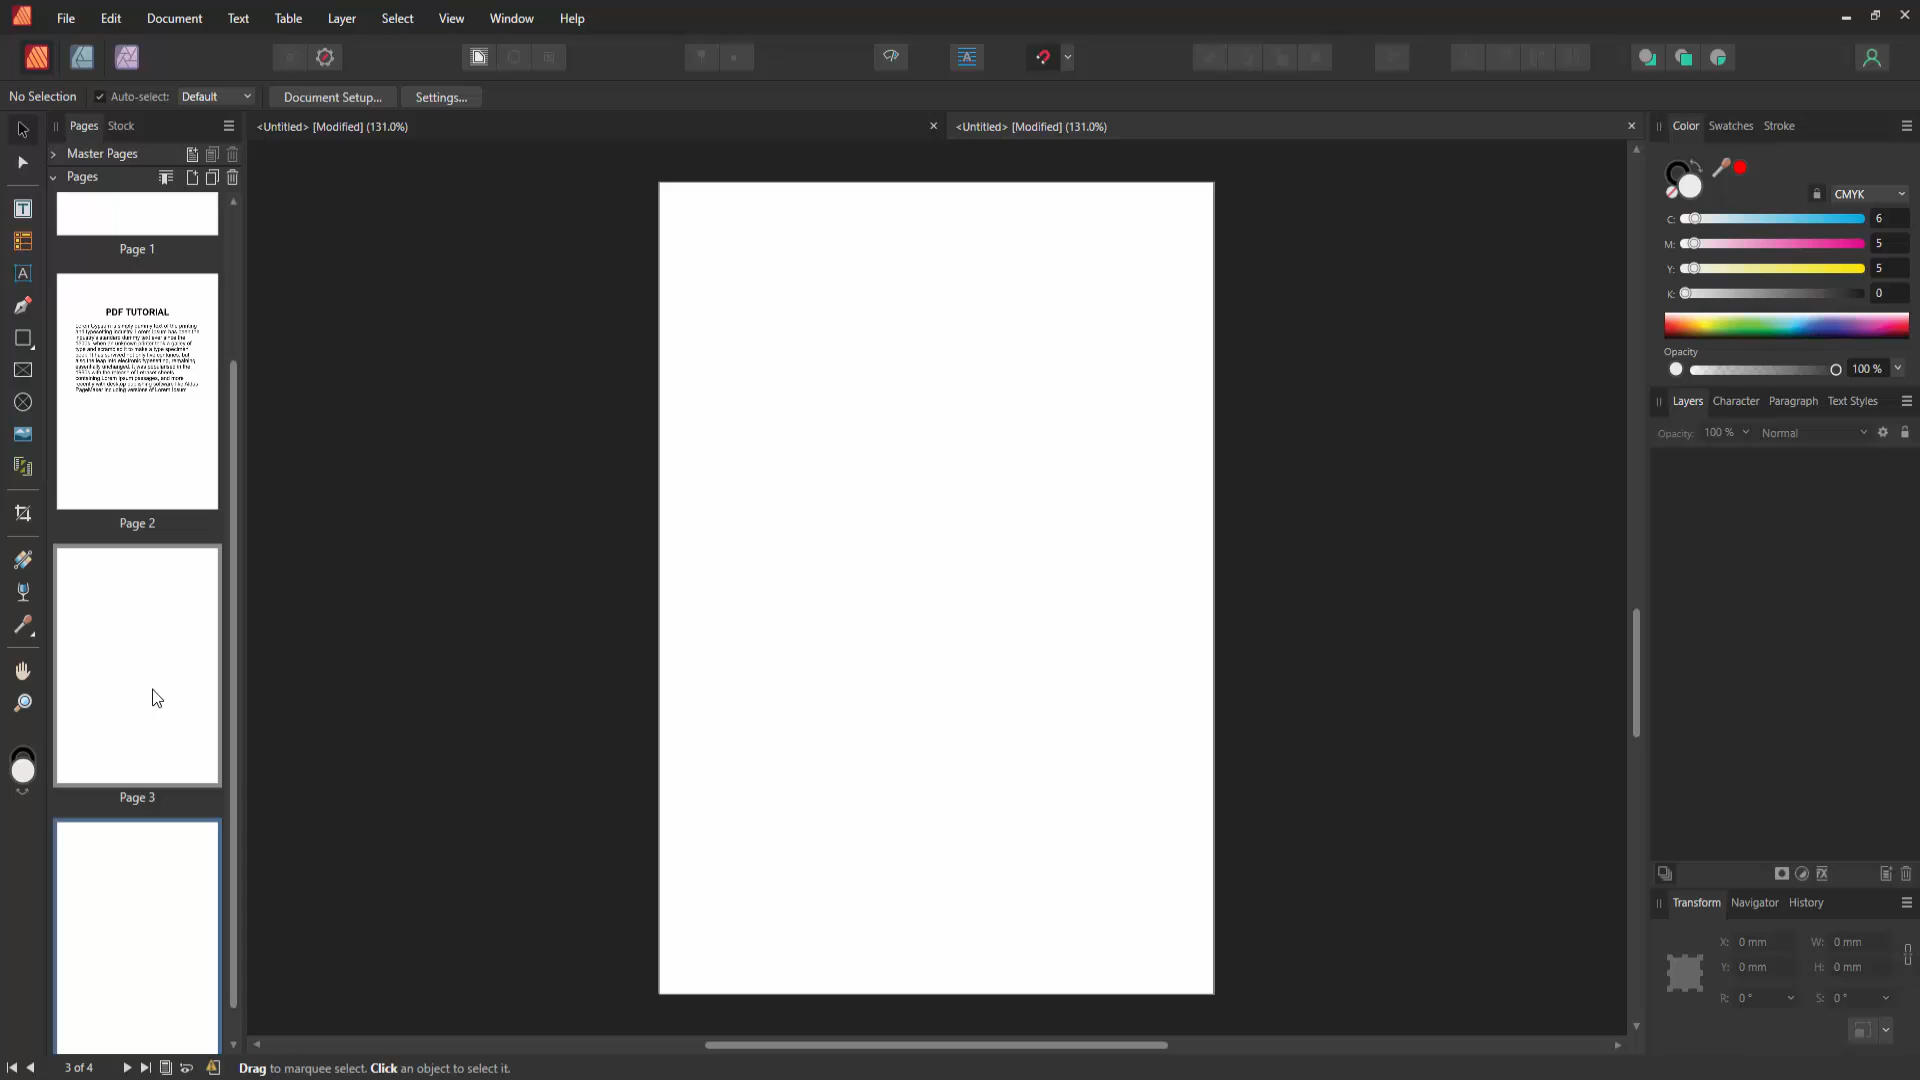 File Edit Document Text Table Layer Select View Window Help
No Selection Auto-select: Default Document Setup... Settings...
Pages Stock
<Untitled> [Modified] (131.0%)
<Untitled> [Modified] (131.0%)
Color Swatches Stroke
Master Pages
Pages
CMYK
C: 6
M: 5
Y: 5
K: 0
Opacity
100 %
Page 1
PDF TUTORIAL
Page 2
Page 3
Layers Character Paragraph Text Styles
Opacity: 100 % Normal
Transform Navigator History
X: 0 mm W: 0 mm
Y: 0 mm H: 0 mm
R: 0 ° S: 0 °
3 of 4
Drag to marquee select. Click an object to select it.